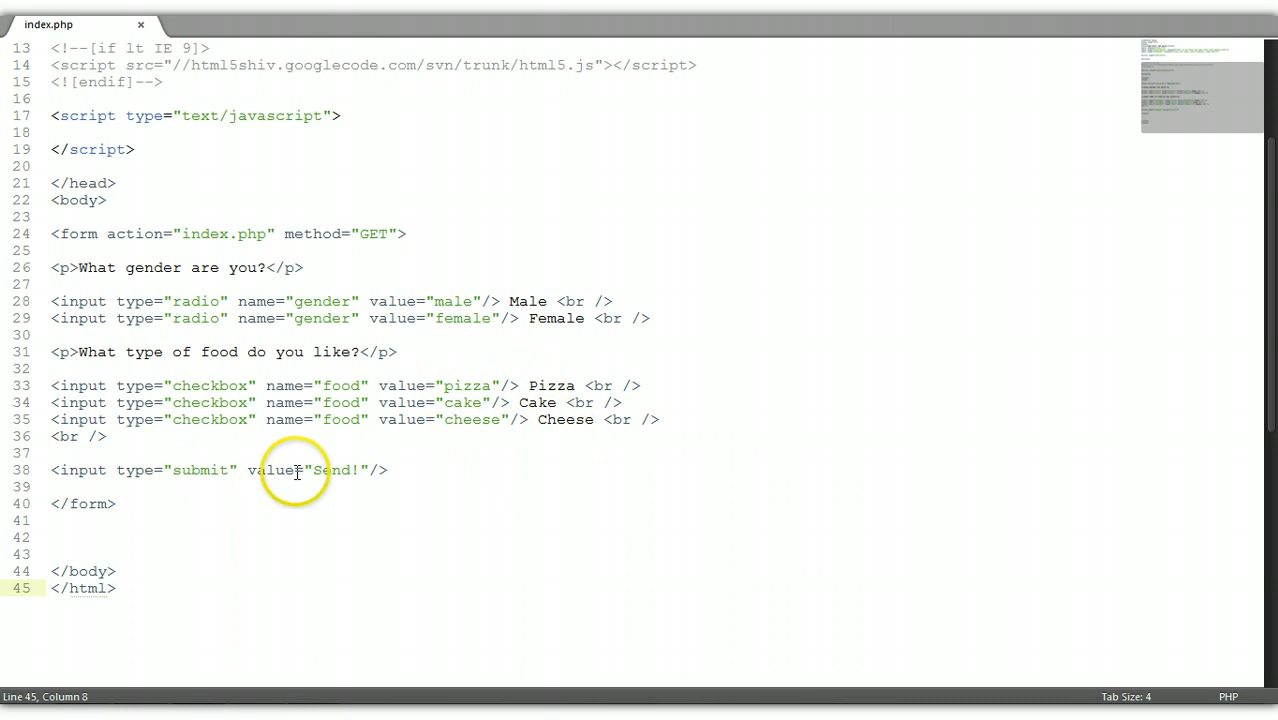 index.php ×
13 <!--[if lt IE 9]>
14 <script src="//html5shiv.googlecode.com/svn/trunk/html5.js"></script>
15 <![endif]-->
16
17 <script type="text/javascript">
18
19 </script>
20
21 </head>
22 <body>
23
24 <form action="index.php" method="GET">
25
26 <p>What gender are you?</p>
27
28 <input type="radio" name="gender" value="male"/> Male <br />
29 <input type="radio" name="gender" value="female"/> Female <br />
30
31 <p>What type of food do you like?</p>
32
33 <input type="checkbox" name="food" value="pizza"/> Pizza <br />
34 <input type="checkbox" name="food" value="cake"/> Cake <br />
35 <input type="checkbox" name="food" value="cheese"/> Cheese <br />
36 <br />
37
38 <input type="submit" value="Send!"/>
39
40 </form>
41
42
43
44 </body>
45 </html>
Line 45, Column 8 Tab Size: 4 PHP